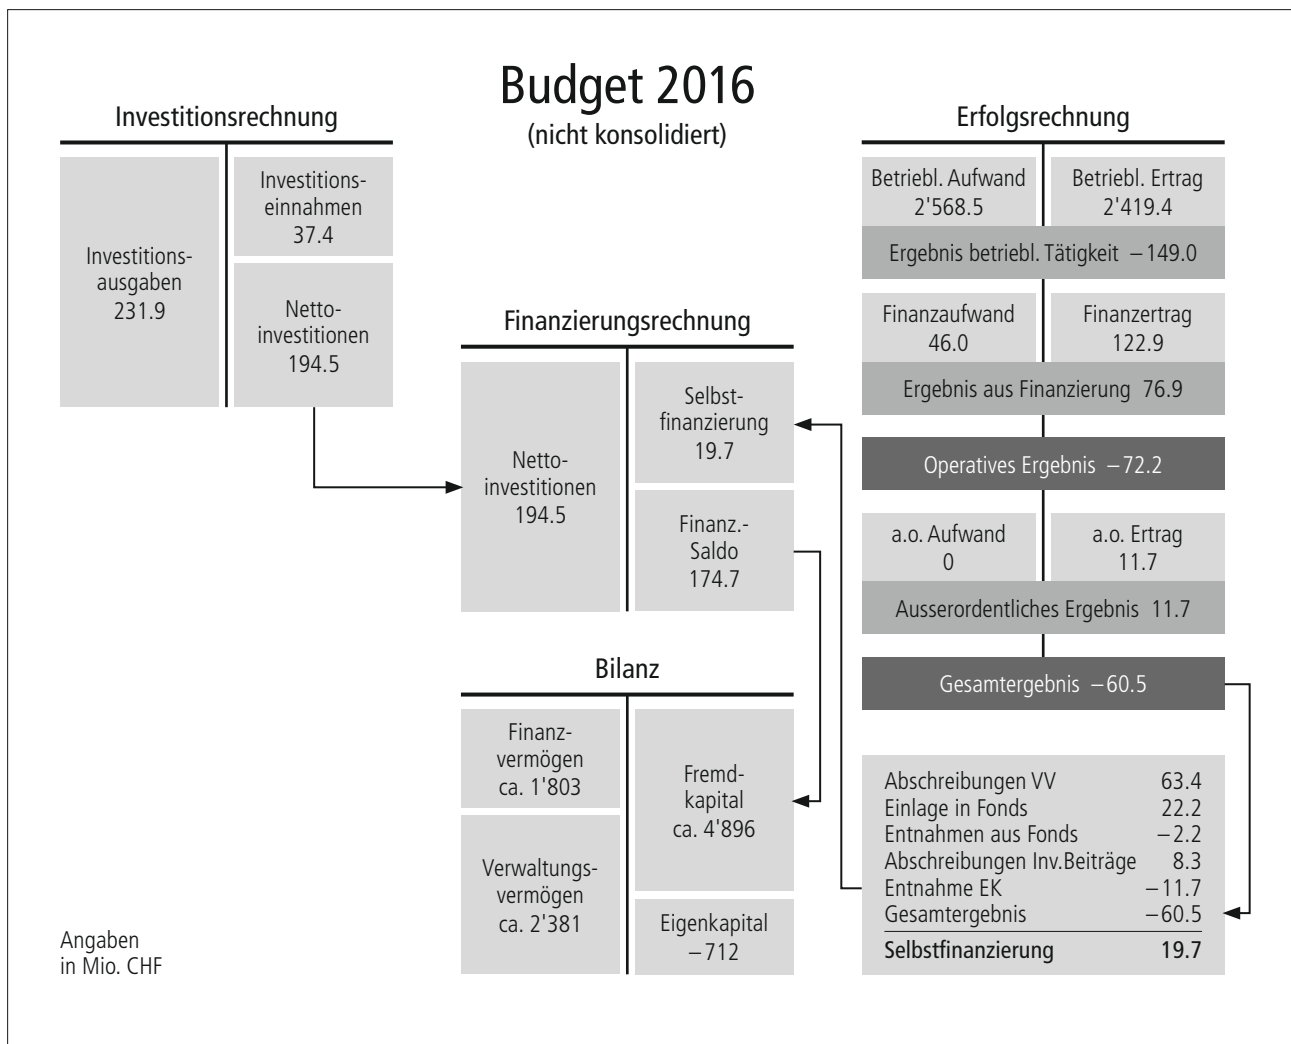 Budget 2016
(nicht konsolidiert)
Investitionsrechnung
Investitions-
ausgaben
231.9
Investitions-
einnahmen
37.4
Netto-
investitionen
194.5
Finanzierungsrechnung
Netto-
investitionen
194.5
Selbst-
finanzierung
19.7
Finanz.-
Saldo
174.7
Bilanz
Finanz-
vermögen
ca. 1'803
Verwaltungs-
vermögen
ca. 2'381
Fremd-
kapital
ca. 4'896
Eigenkapital
–712
Erfolgsrechnung
Betriebl. Aufwand
2'568.5
Betriebl. Ertrag
2'419.4
Ergebnis betriebl. Tätigkeit –149.0
Finanzaufwand
46.0
Finanzertrag
122.9
Ergebnis aus Finanzierung 76.9
Operatives Ergebnis –72.2
a.o. Aufwand
0
a.o. Ertrag
11.7
Ausserordentliches Ergebnis 11.7
Gesamtergebnis –60.5
Abschreibungen VV 63.4
Einlage in Fonds 22.2
Entnahmen aus Fonds –2.2
Abschreibungen Inv.Beiträge 8.3
Entnahme EK –11.7
Gesamtergebnis –60.5
Selbstfinanzierung 19.7
Angaben
in Mio. CHF